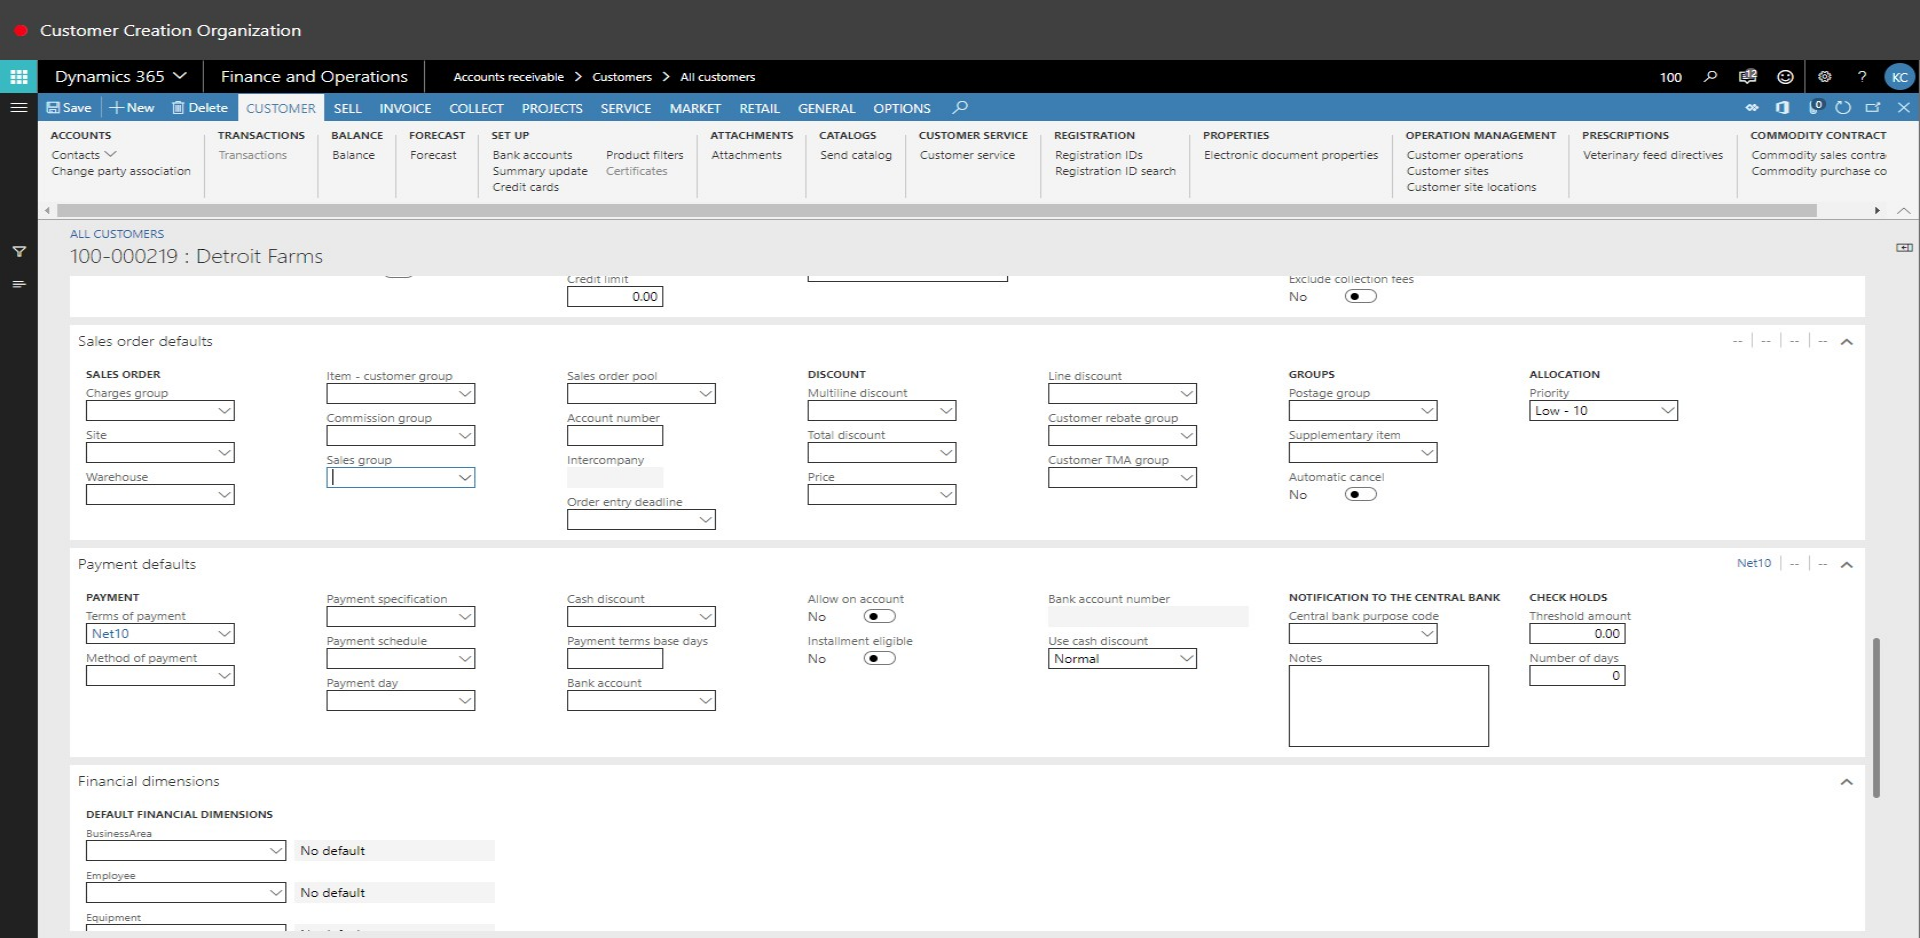 Customer Creation Organization
Dynamics 365
Finance and Operations
Accounts receivable > Customers > All customers
100
?
KC
Save
New
Delete
CUSTOMER
SELL
INVOICE
COLLECT
PROJECTS
SERVICE
MARKET
RETAIL
GENERAL
OPTIONS
0
ACCOUNTS
Contacts
Change party association
TRANSACTIONS
Transactions
BALANCE
Balance
FORECAST
Forecast
SET UP
Bank accounts
Summary update
Credit cards
Product filters
Certificates
ATTACHMENTS
Attachments
CATALOGS
Send catalog
CUSTOMER SERVICE
Customer service
REGISTRATION
Registration IDs
Registration ID search
PROPERTIES
Electronic document properties
OPERATION MANAGEMENT
Customer operations
Customer sites
Customer site locations
PRESCRIPTIONS
Veterinary feed directives
COMMODITY CONTRACT
Commodity sales contra
Commodity purchase co
ALL CUSTOMERS
100-000219 : Detroit Farms
Credit limit
0.00
Exclude collection fees
No
Sales order defaults
-- -- -- --
SALES ORDER
Charges group
Site
Warehouse
Item - customer group
Commission group
Sales group
Sales order pool
Account number
Intercompany
Order entry deadline
DISCOUNT
Multiline discount
Total discount
Price
Line discount
Customer rebate group
Customer TMA group
GROUPS
Postage group
Supplementary item
Automatic cancel
No
ALLOCATION
Priority
Low - 10
Payment defaults
Net10 -- --
PAYMENT
Terms of payment
Net10
Method of payment
Payment specification
Payment schedule
Payment day
Cash discount
Payment terms base days
Bank account
Allow on account
No
Installment eligible
No
Bank account number
Use cash discount
Normal
NOTIFICATION TO THE CENTRAL BANK
Central bank purpose code
Notes
CHECK HOLDS
Threshold amount
0.00
Number of days
0
Financial dimensions
DEFAULT FINANCIAL DIMENSIONS
BusinessArea
No default
Employee
No default
Equipment